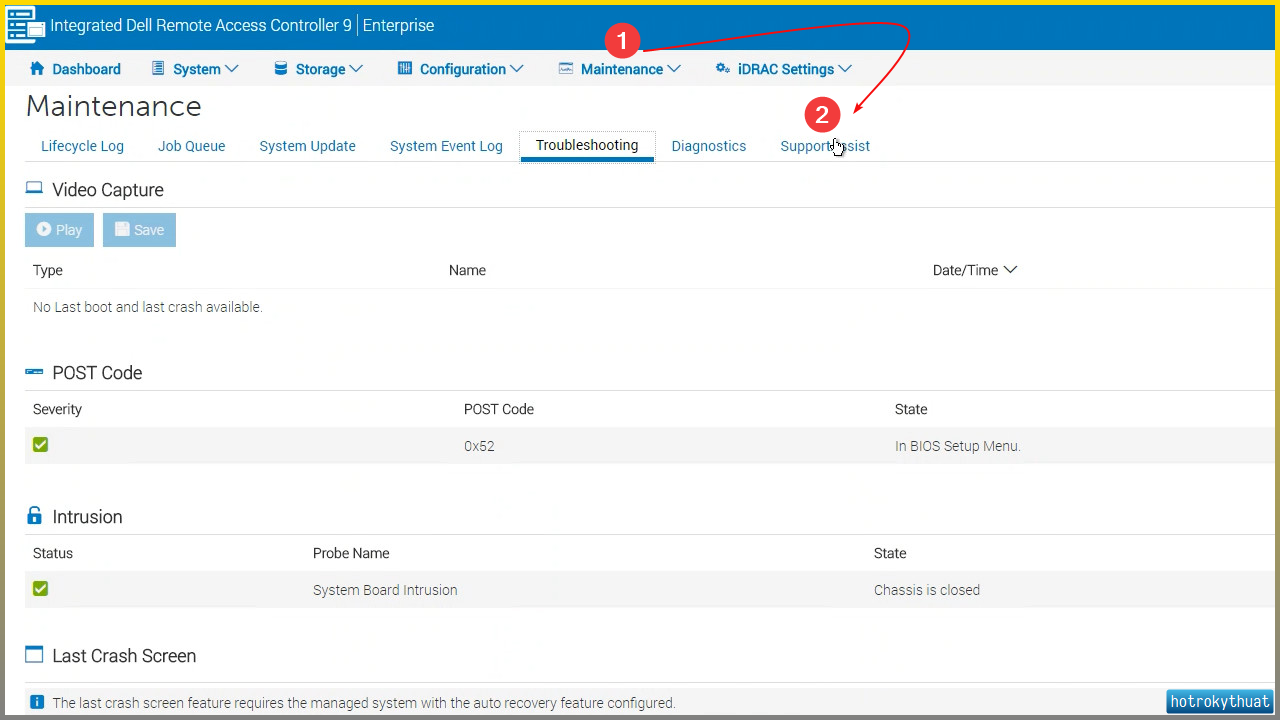 Integrated Dell Remote Access Controller 9 | Enterprise
1
Dashboard System Storage Configuration Maintenance iDRAC Settings
Maintenance
2
Lifecycle Log Job Queue System Update System Event Log Troubleshooting Diagnostics SupportAssist
Video Capture
Play Save
Type Name Date/Time
No Last boot and last crash available.
POST Code
Severity POST Code State
0x52 In BIOS Setup Menu.
Intrusion
Status Probe Name State
System Board Intrusion Chassis is closed
Last Crash Screen
The last crash screen feature requires the managed system with the auto recovery feature configured.
hotrokythuat